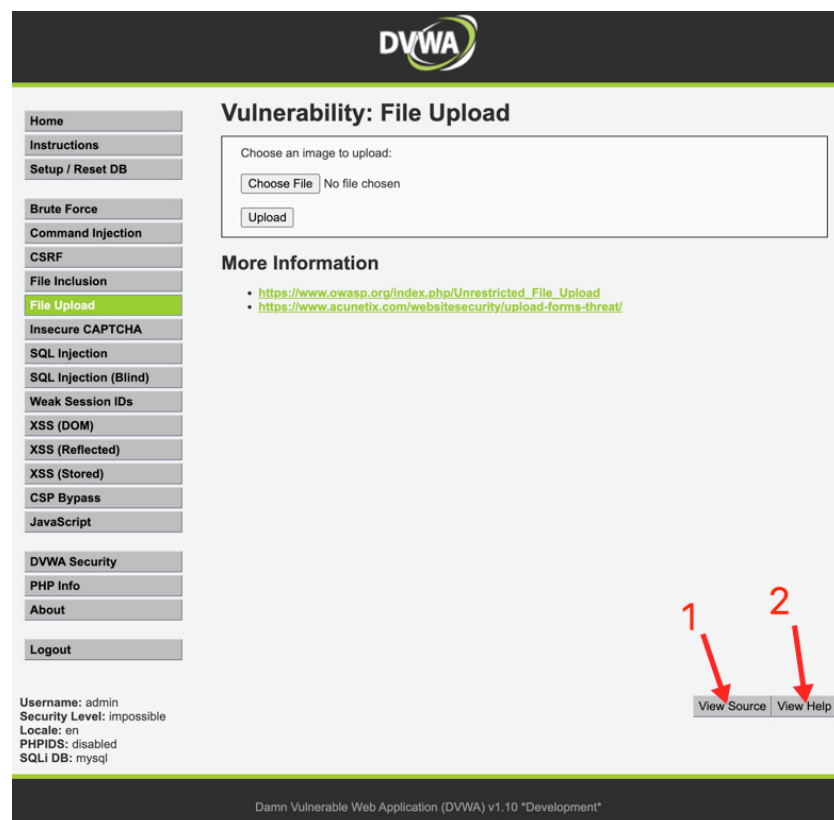 DVWA
Home
Instructions
Setup / Reset DB
Brute Force
Command Injection
CSRF
File Inclusion
File Upload
Insecure CAPTCHA
SQL Injection
SQL Injection (Blind)
Weak Session IDs
XSS (DOM)
XSS (Reflected)
XSS (Stored)
CSP Bypass
JavaScript
DVWA Security
PHP Info
About
Logout
Vulnerability: File Upload
Choose an image to upload:
Choose File No file chosen
Upload
More Information
• https://www.owasp.org/index.php/Unrestricted_File_Upload
• https://www.acunetix.com/websitesecurity/upload-forms-threat/
1 2
Username: admin
Security Level: impossible
Locale: en
PHPIDS: disabled
SQLi DB: mysql
View Source View Help
Damn Vulnerable Web Application (DVWA) v1.10 *Development*